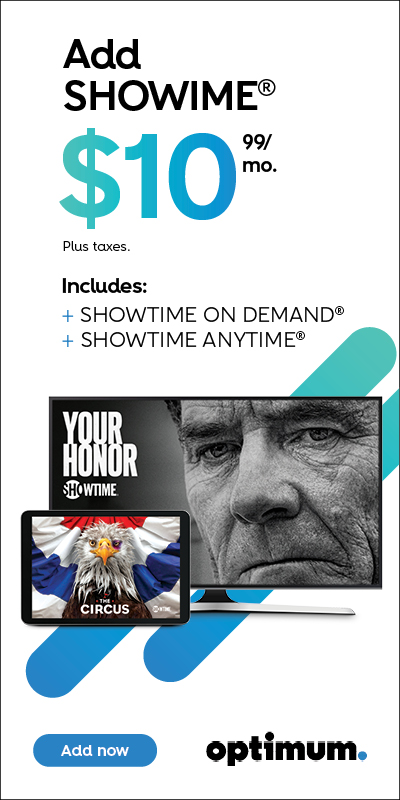 Add
SHOWIME®
$10
99/
mo.
Plus taxes.
Includes:
+ SHOWTIME ON DEMAND®
+ SHOWTIME ANYTIME®
YOUR
HONOR
SHOWTIME
THE
CIRCUS
SHOWTIME
Add now
optimum.